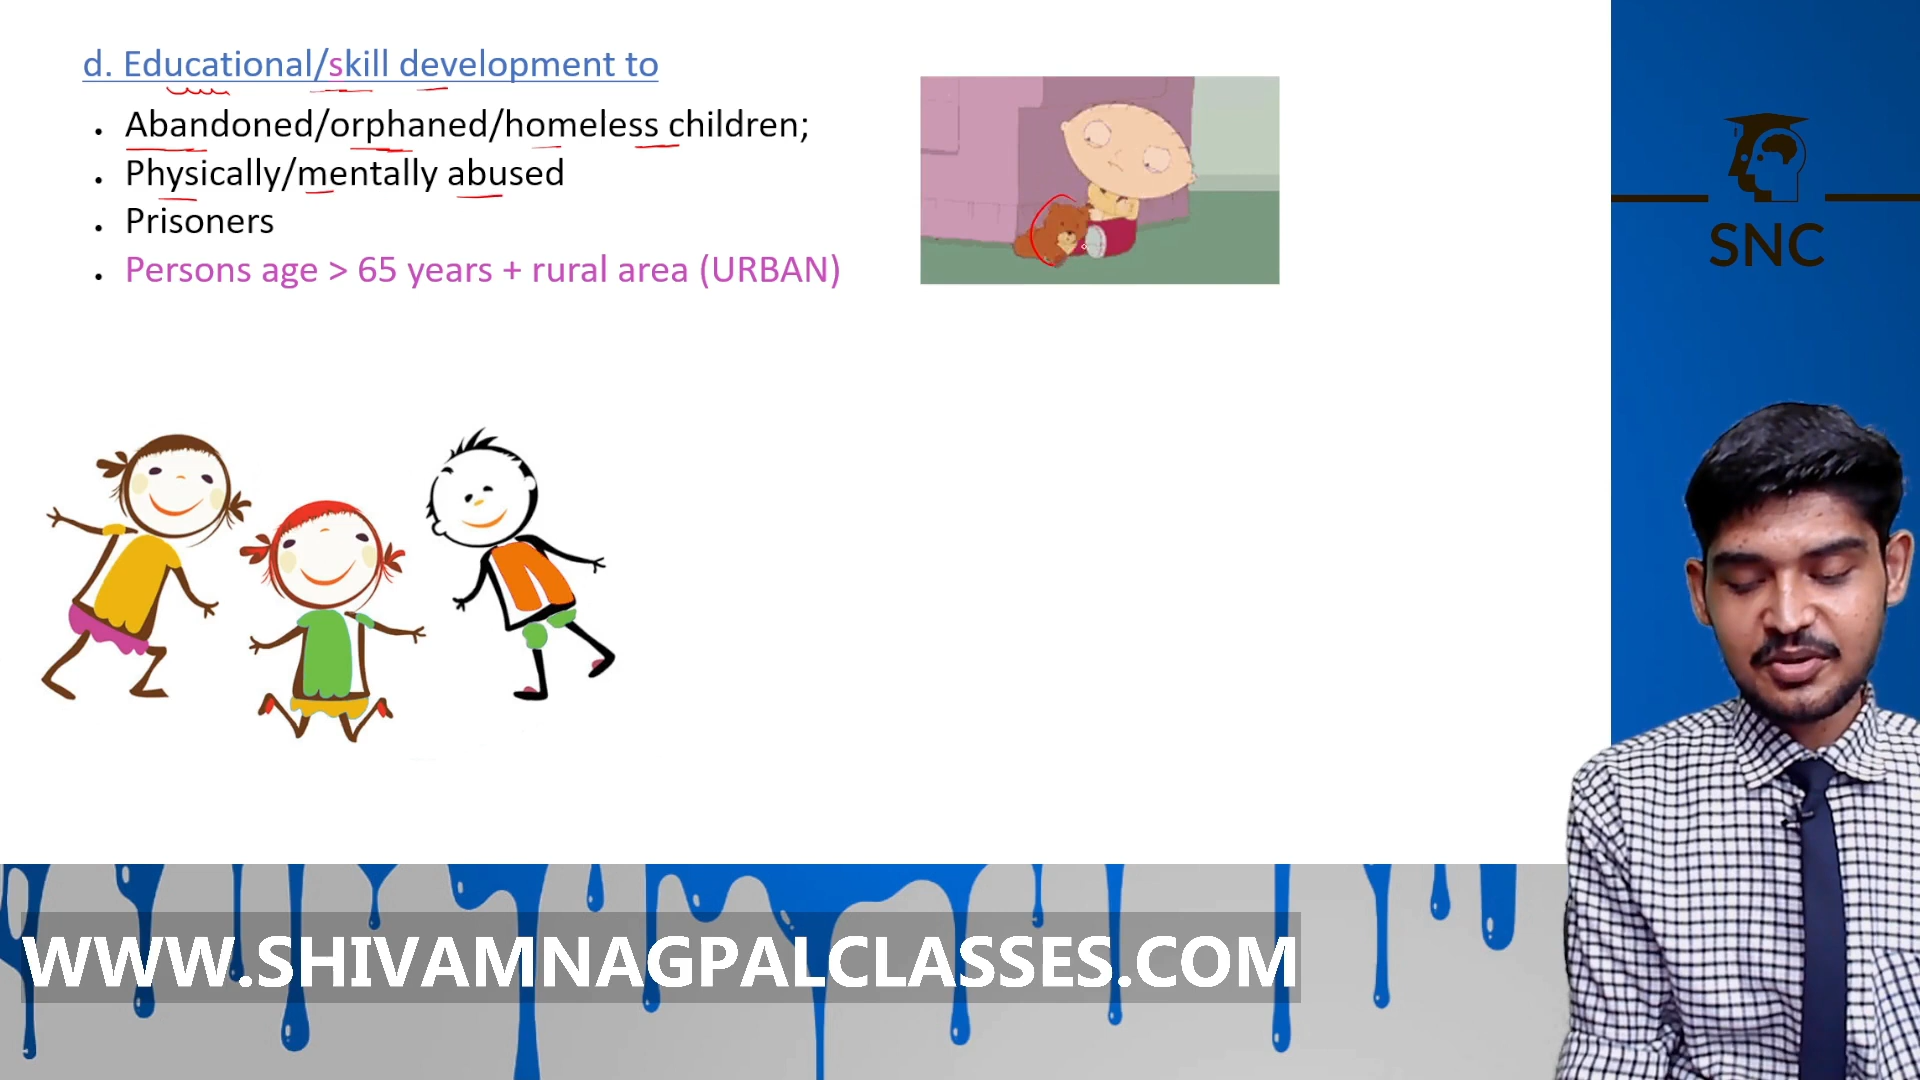 d. Educational/skill development to
• Abandoned/orphaned/homeless children;
• Physically/mentally abused
• Prisoners
• Persons age > 65 years + rural area (URBAN)
SNC
WWW.SHIVAMNAGPALCLASSES.COM